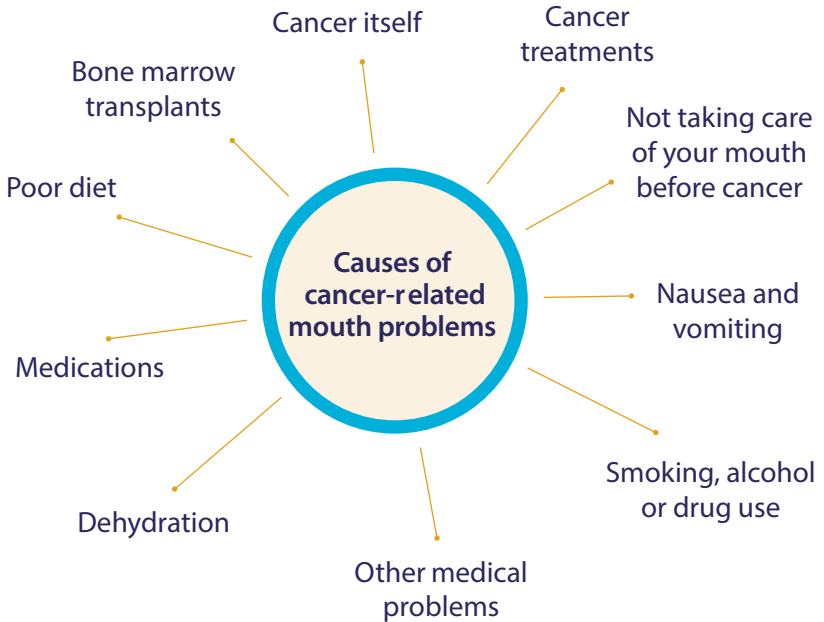 Cancer itself
Cancer
treatments
Bone marrow
transplants
Not taking care
of your mouth
before cancer
Poor diet
Causes of
cancer-related
mouth problems
Nausea and
vomiting
Medications
Smoking, alcohol
or drug use
Dehydration
Other medical
problems